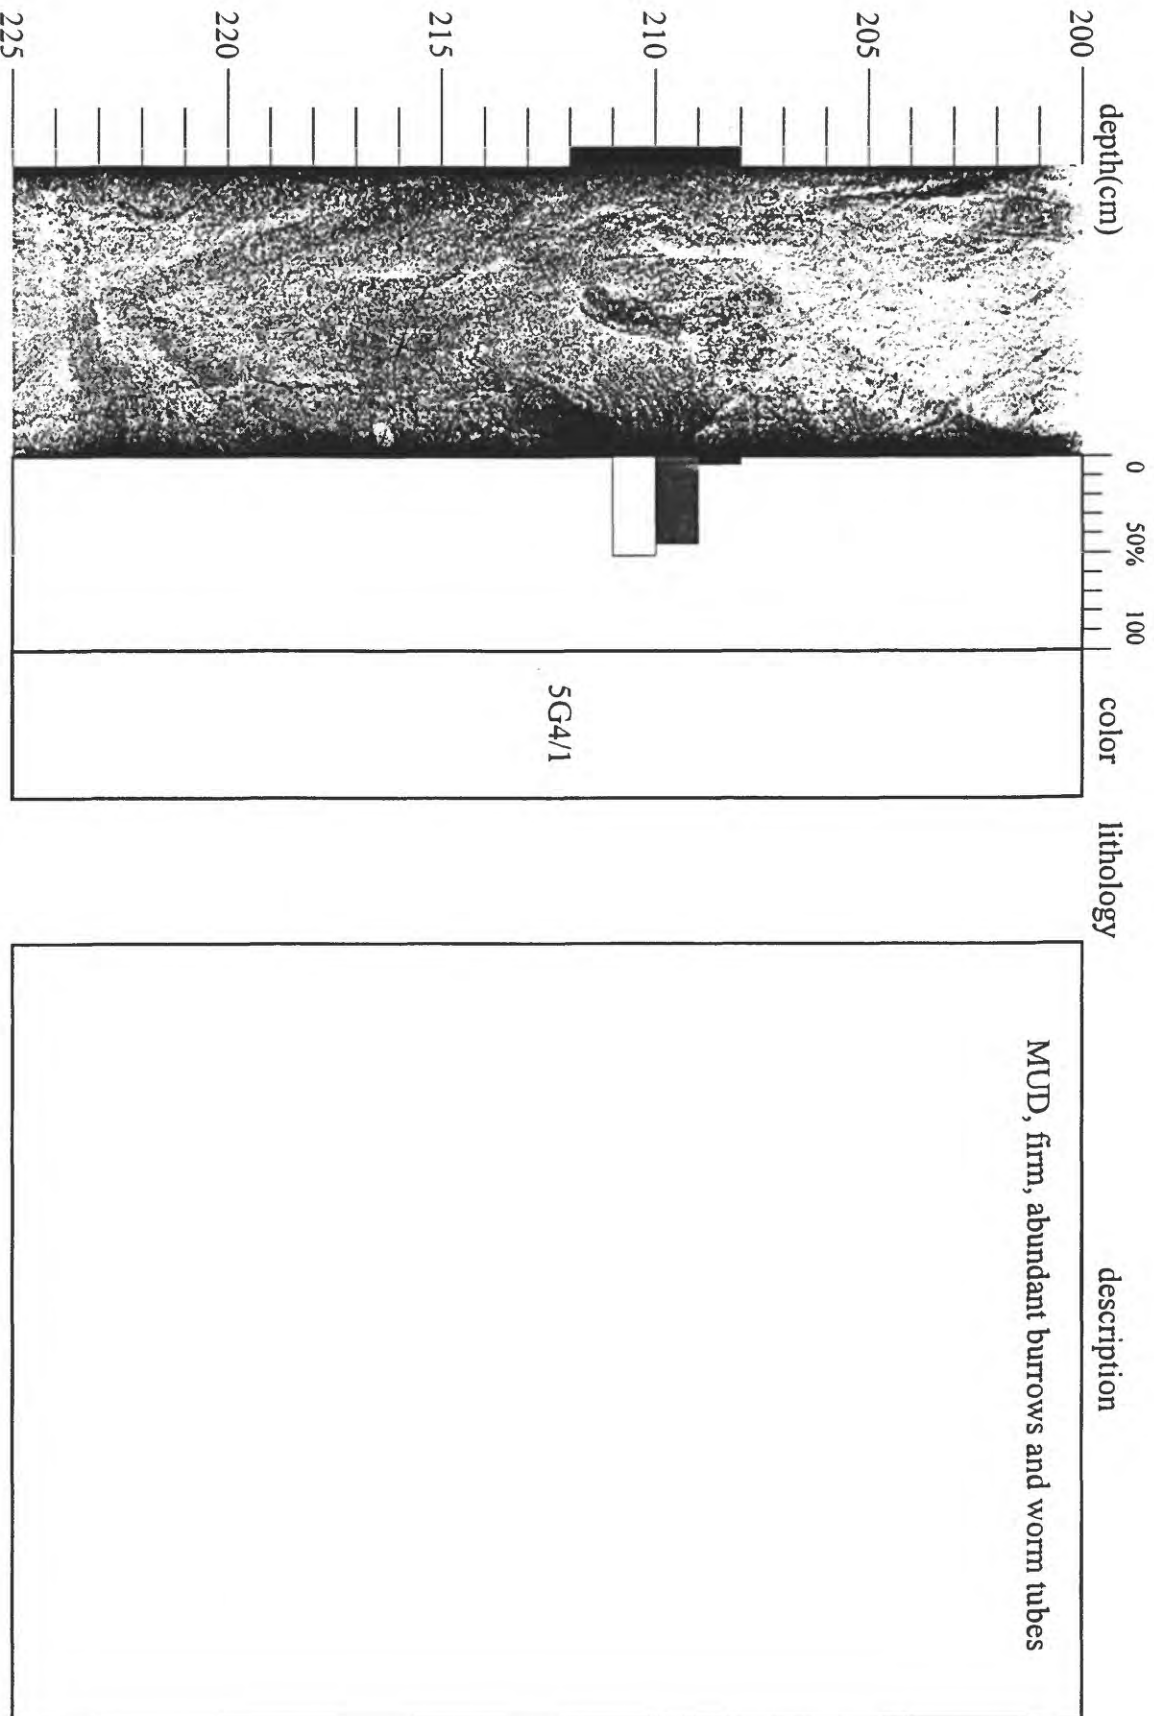 depth(cm)
0 50% 100
color
lithology
description
200
205
210
215
220
225
5G4/1
MUD, firm, abundant burrows and worm tubes